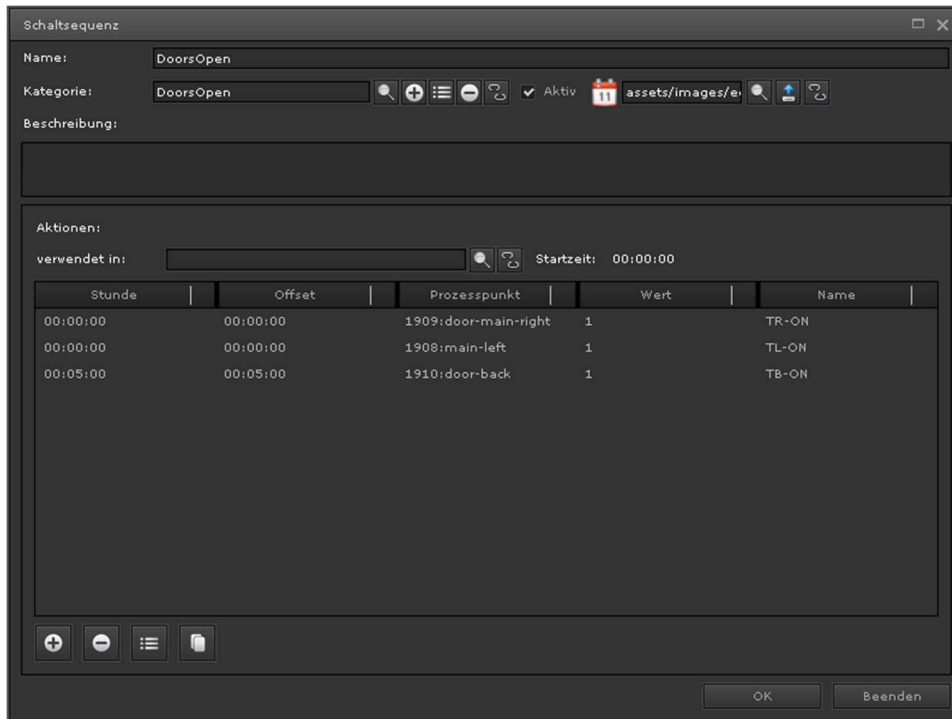 Schaltsequenz
Name: DoorsOpen
Kategorie: DoorsOpen Aktiv 11 assets/images/e
Beschreibung:
Aktionen:
verwendet in: Startzeit: 00:00:00
Stunde Offset Prozesspunkt Wert Name
00:00:00 00:00:00 1909:door-main-right 1 TR-ON
00:00:00 00:00:00 1908:main-left 1 TL-ON
00:05:00 00:05:00 1910:door-back 1 TB-ON
OK Beenden